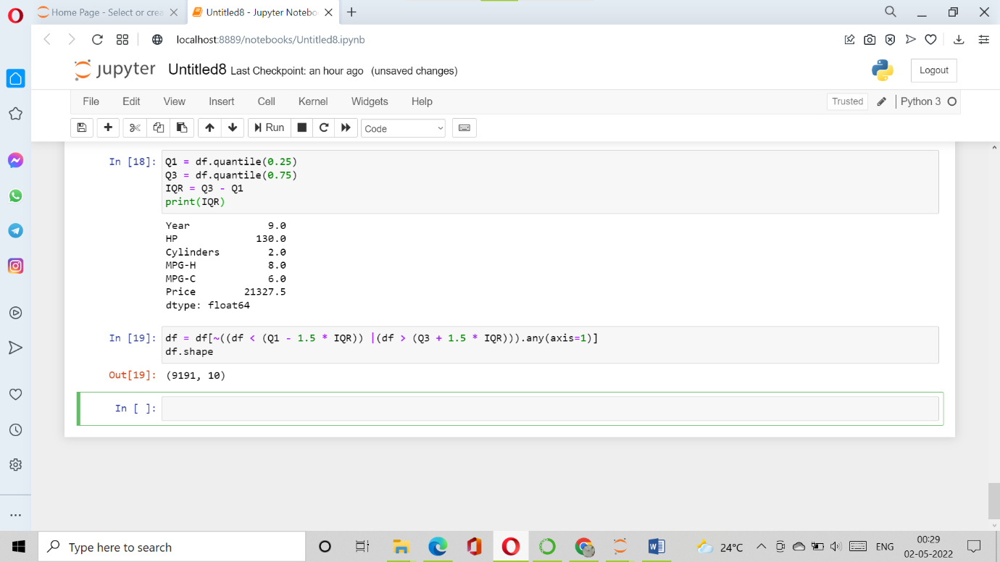 Home Page - Select or crea
Untitled8 - Jupyter Notebo
localhost:8889/notebooks/Untitled8.ipynb
jupyter Untitled8 Last Checkpoint: an hour ago (unsaved changes)
Logout
File Edit View Insert Cell Kernel Widgets Help
Trusted
Python 3
Run
Code
In [18]: Q1 = df.quantile(0.25)
Q3 = df.quantile(0.75)
IQR = Q3 - Q1
print(IQR)
Year 9.0
HP 130.0
Cylinders 2.0
MPG-H 8.0
MPG-C 6.0
Price 21327.5
dtype: float64
In [19]: df = df[~((df < (Q1 - 1.5 * IQR)) |(df > (Q3 + 1.5 * IQR))).any(axis=1)]
df.shape
Out[19]: (9191, 10)
In [ ]:
Type here to search
24°C
ENG
00:29
02-05-2022